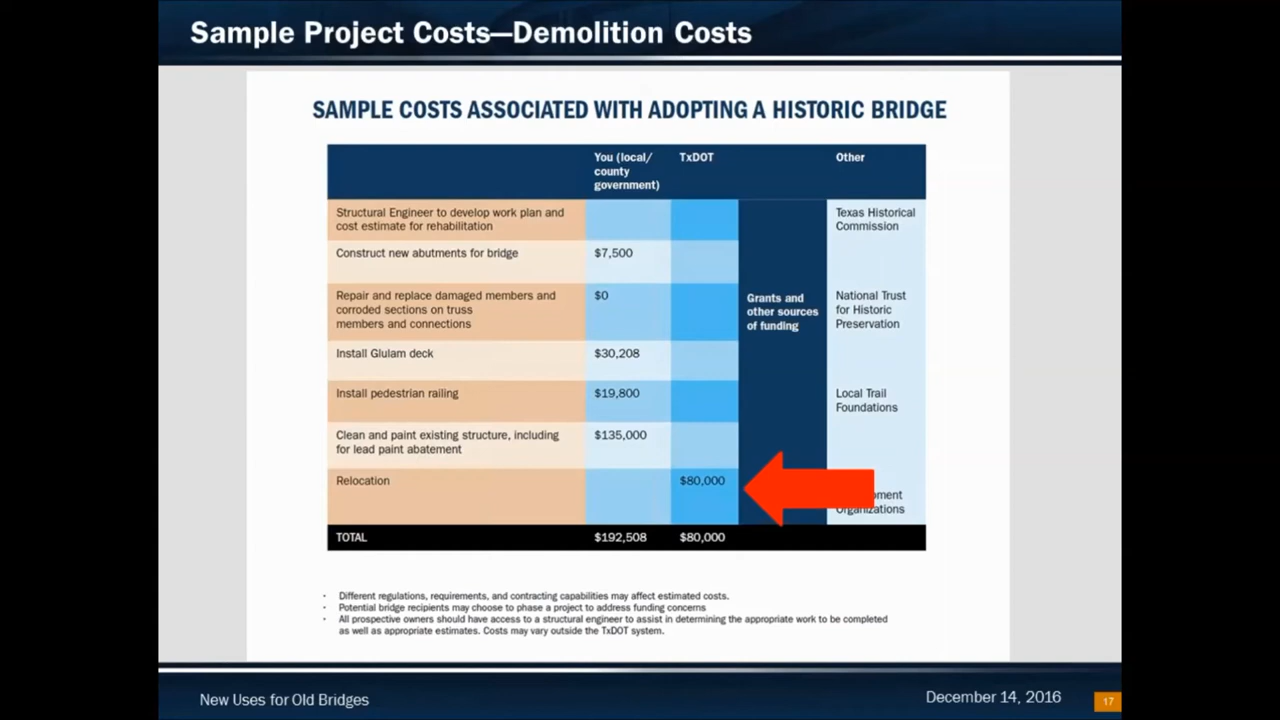 Sample Project Costs—Demolition Costs
SAMPLE COSTS ASSOCIATED WITH ADOPTING A HISTORIC BRIDGE
You (local/
county
government)
TxDOT
Other
Structural Engineer to develop work plan and
cost estimate for rehabilitation
Texas Historical
Commission
Construct new abutments for bridge
$7,500
Repair and replace damaged members and
corroded sections on truss
members and connections
$0
Grants and
other sources
of funding
National Trust
for Historic
Preservation
Install Glulam deck
$30,208
Install pedestrian railing
$19,800
Local Trail
Foundations
Clean and paint existing structure, including
for lead paint abatement
$135,000
Relocation
$80,000
Organizations
TOTAL
$192,508
$80,000
· Different regulations, requirements, and contracting capabilities may affect estimated costs.
· Potential bridge recipients may choose to phase a project to address funding concerns
· All prospective owners should have access to a structural engineer to assist in determining the appropriate work to be completed
as well as appropriate estimates. Costs may vary outside the TxDOT system.
New Uses for Old Bridges
December 14, 2016
17